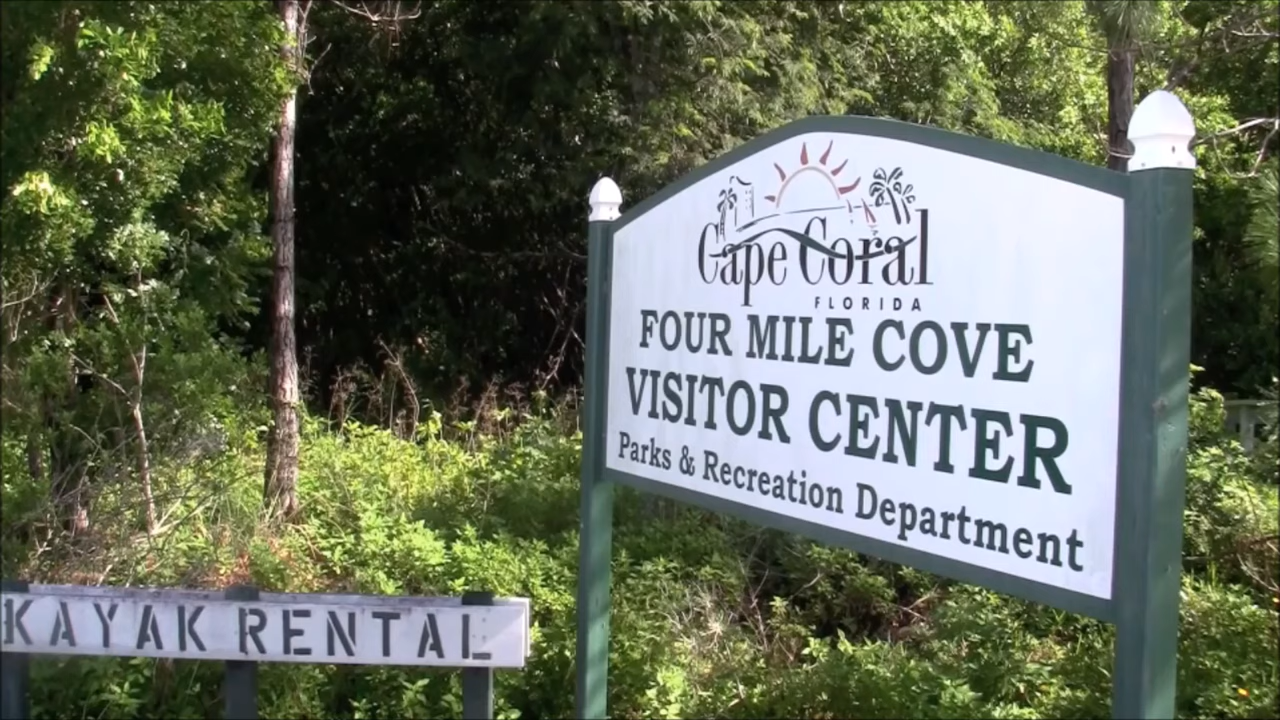 Cape Coral
FLORIDA
FOUR MILE COVE
VISITOR CENTER
Parks & Recreation Department
KAYAK RENTAL